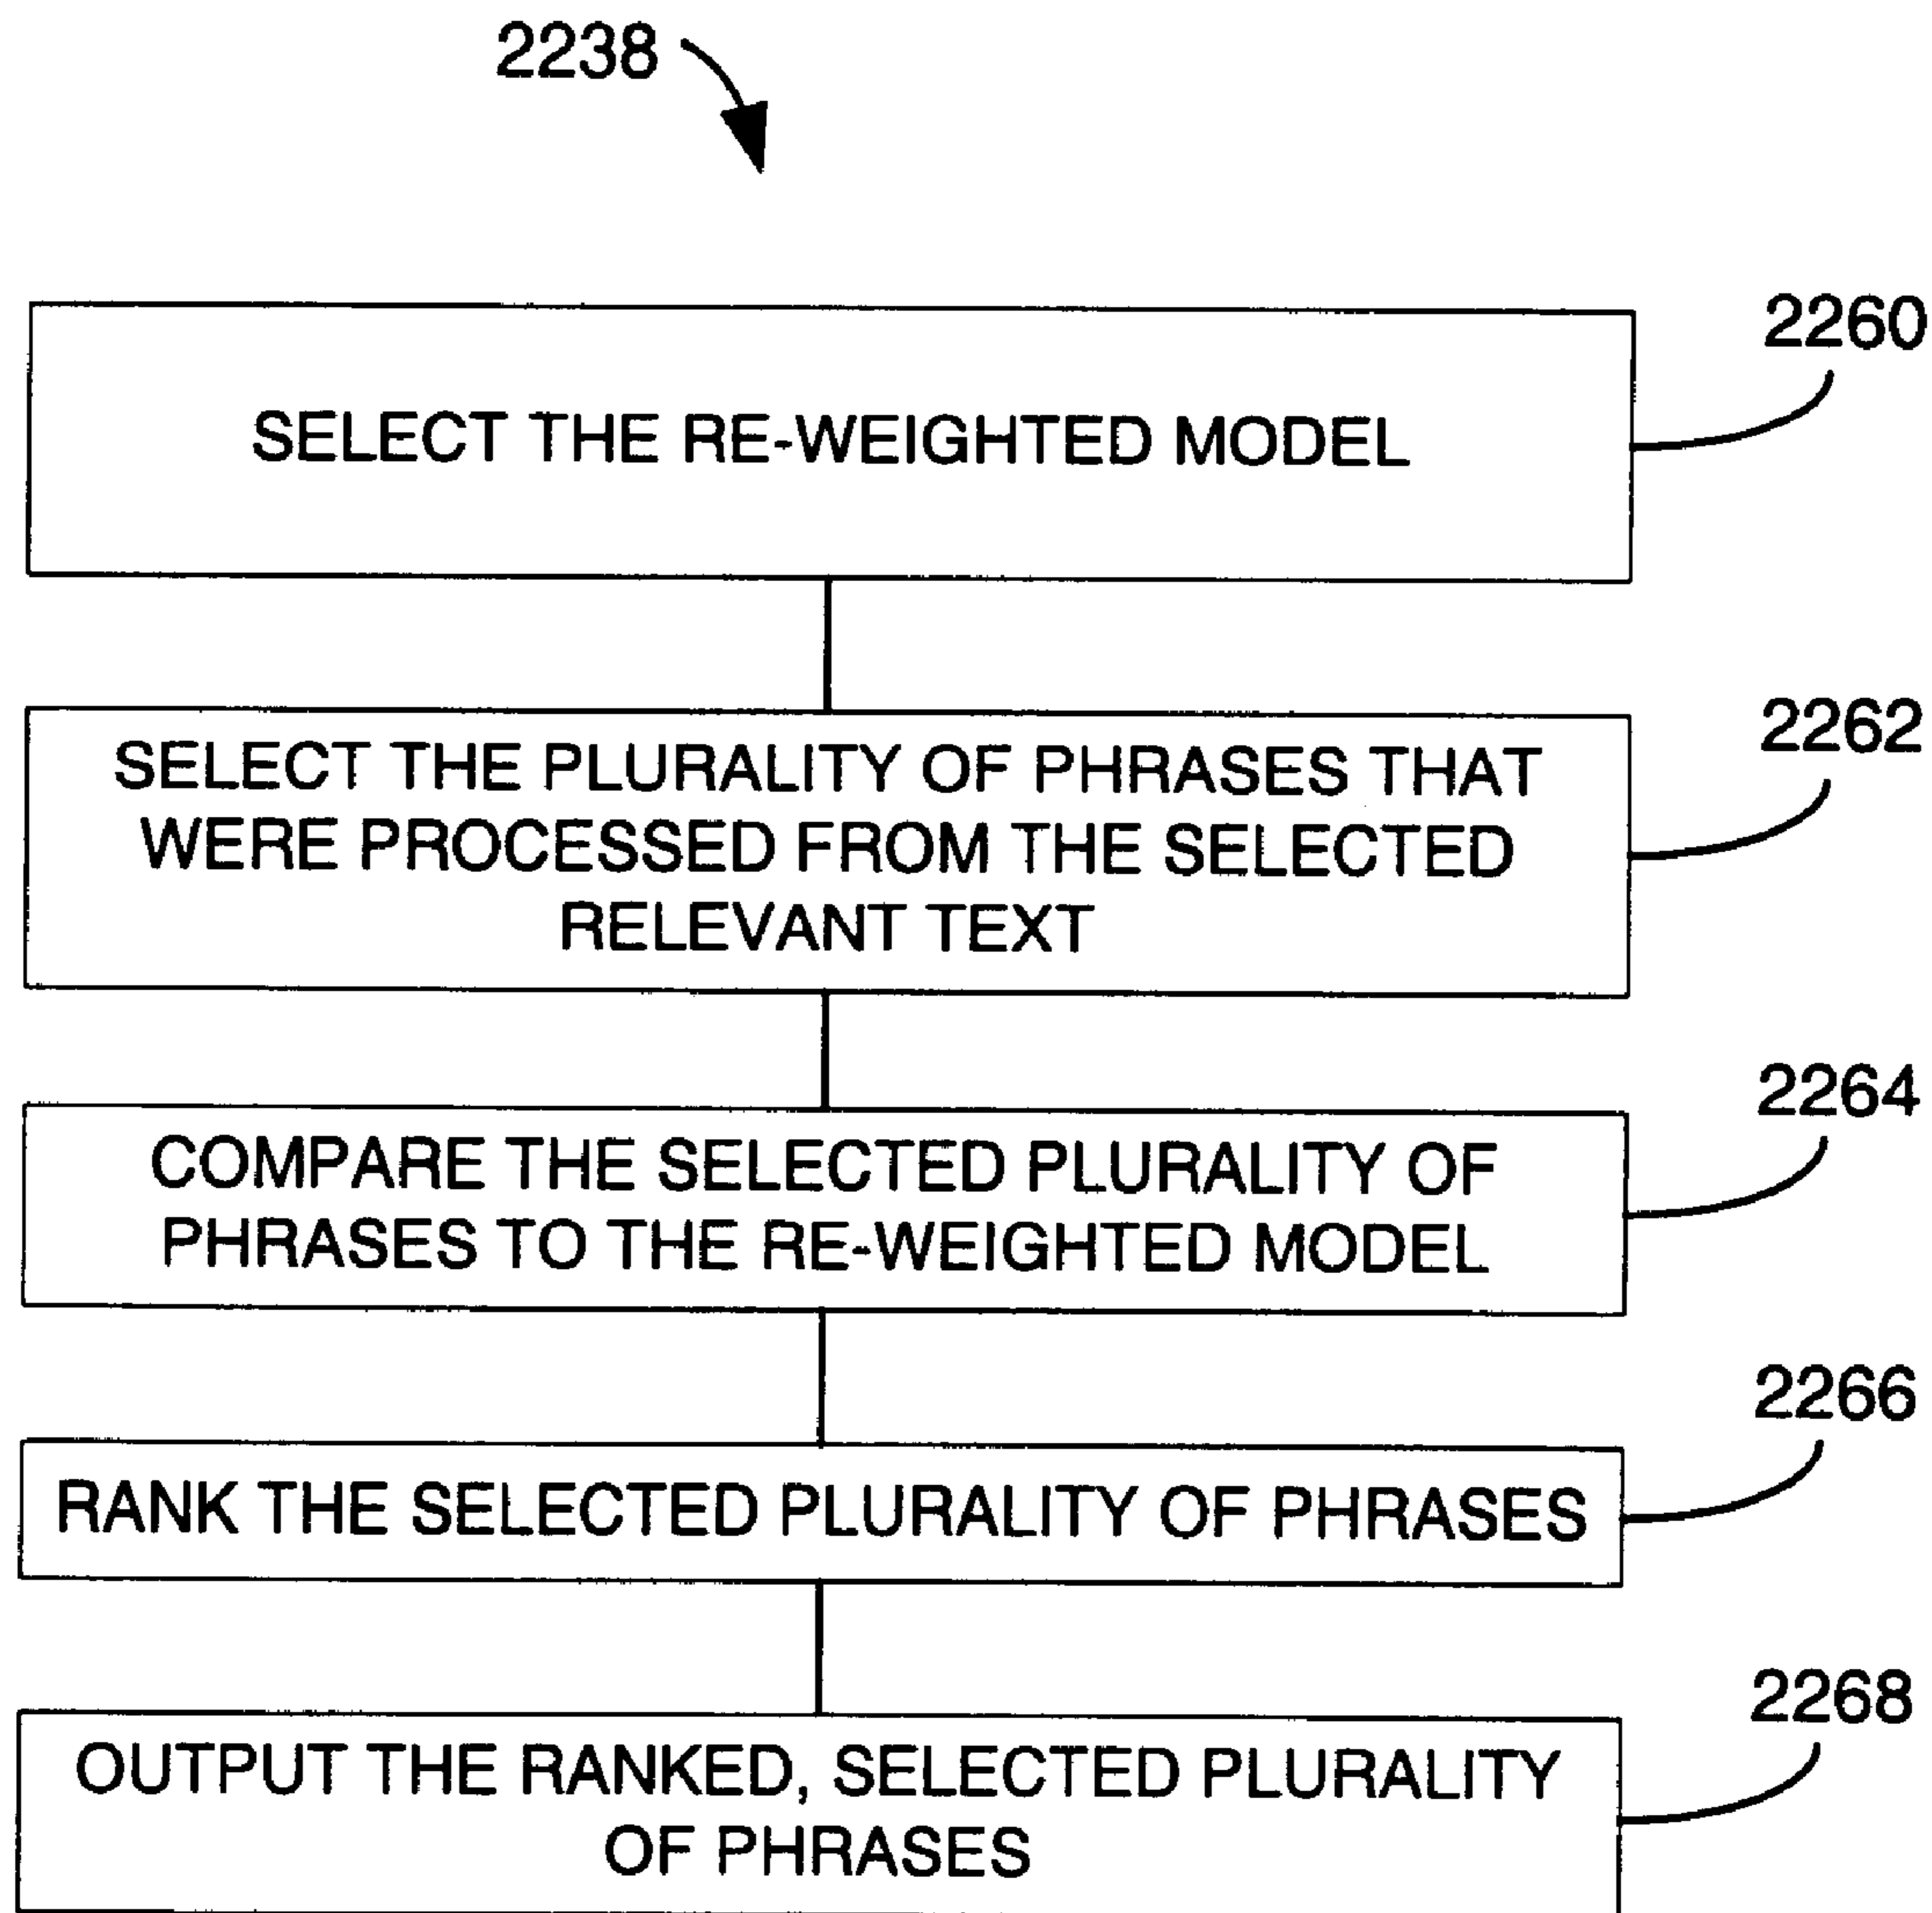 2238
2260
SELECT THE RE-WEIGHTED MODEL
2262
SELECT THE PLURALITY OF PHRASES THAT
WERE PROCESSED FROM THE SELECTED
RELEVANT TEXT
2264
COMPARE THE SELECTED PLURALITY OF
PHRASES TO THE RE-WEIGHTED MODEL
2266
RANK THE SELECTED PLURALITY OF PHRASES
2268
OUTPUT THE RANKED, SELECTED PLURALITY
OF PHRASES